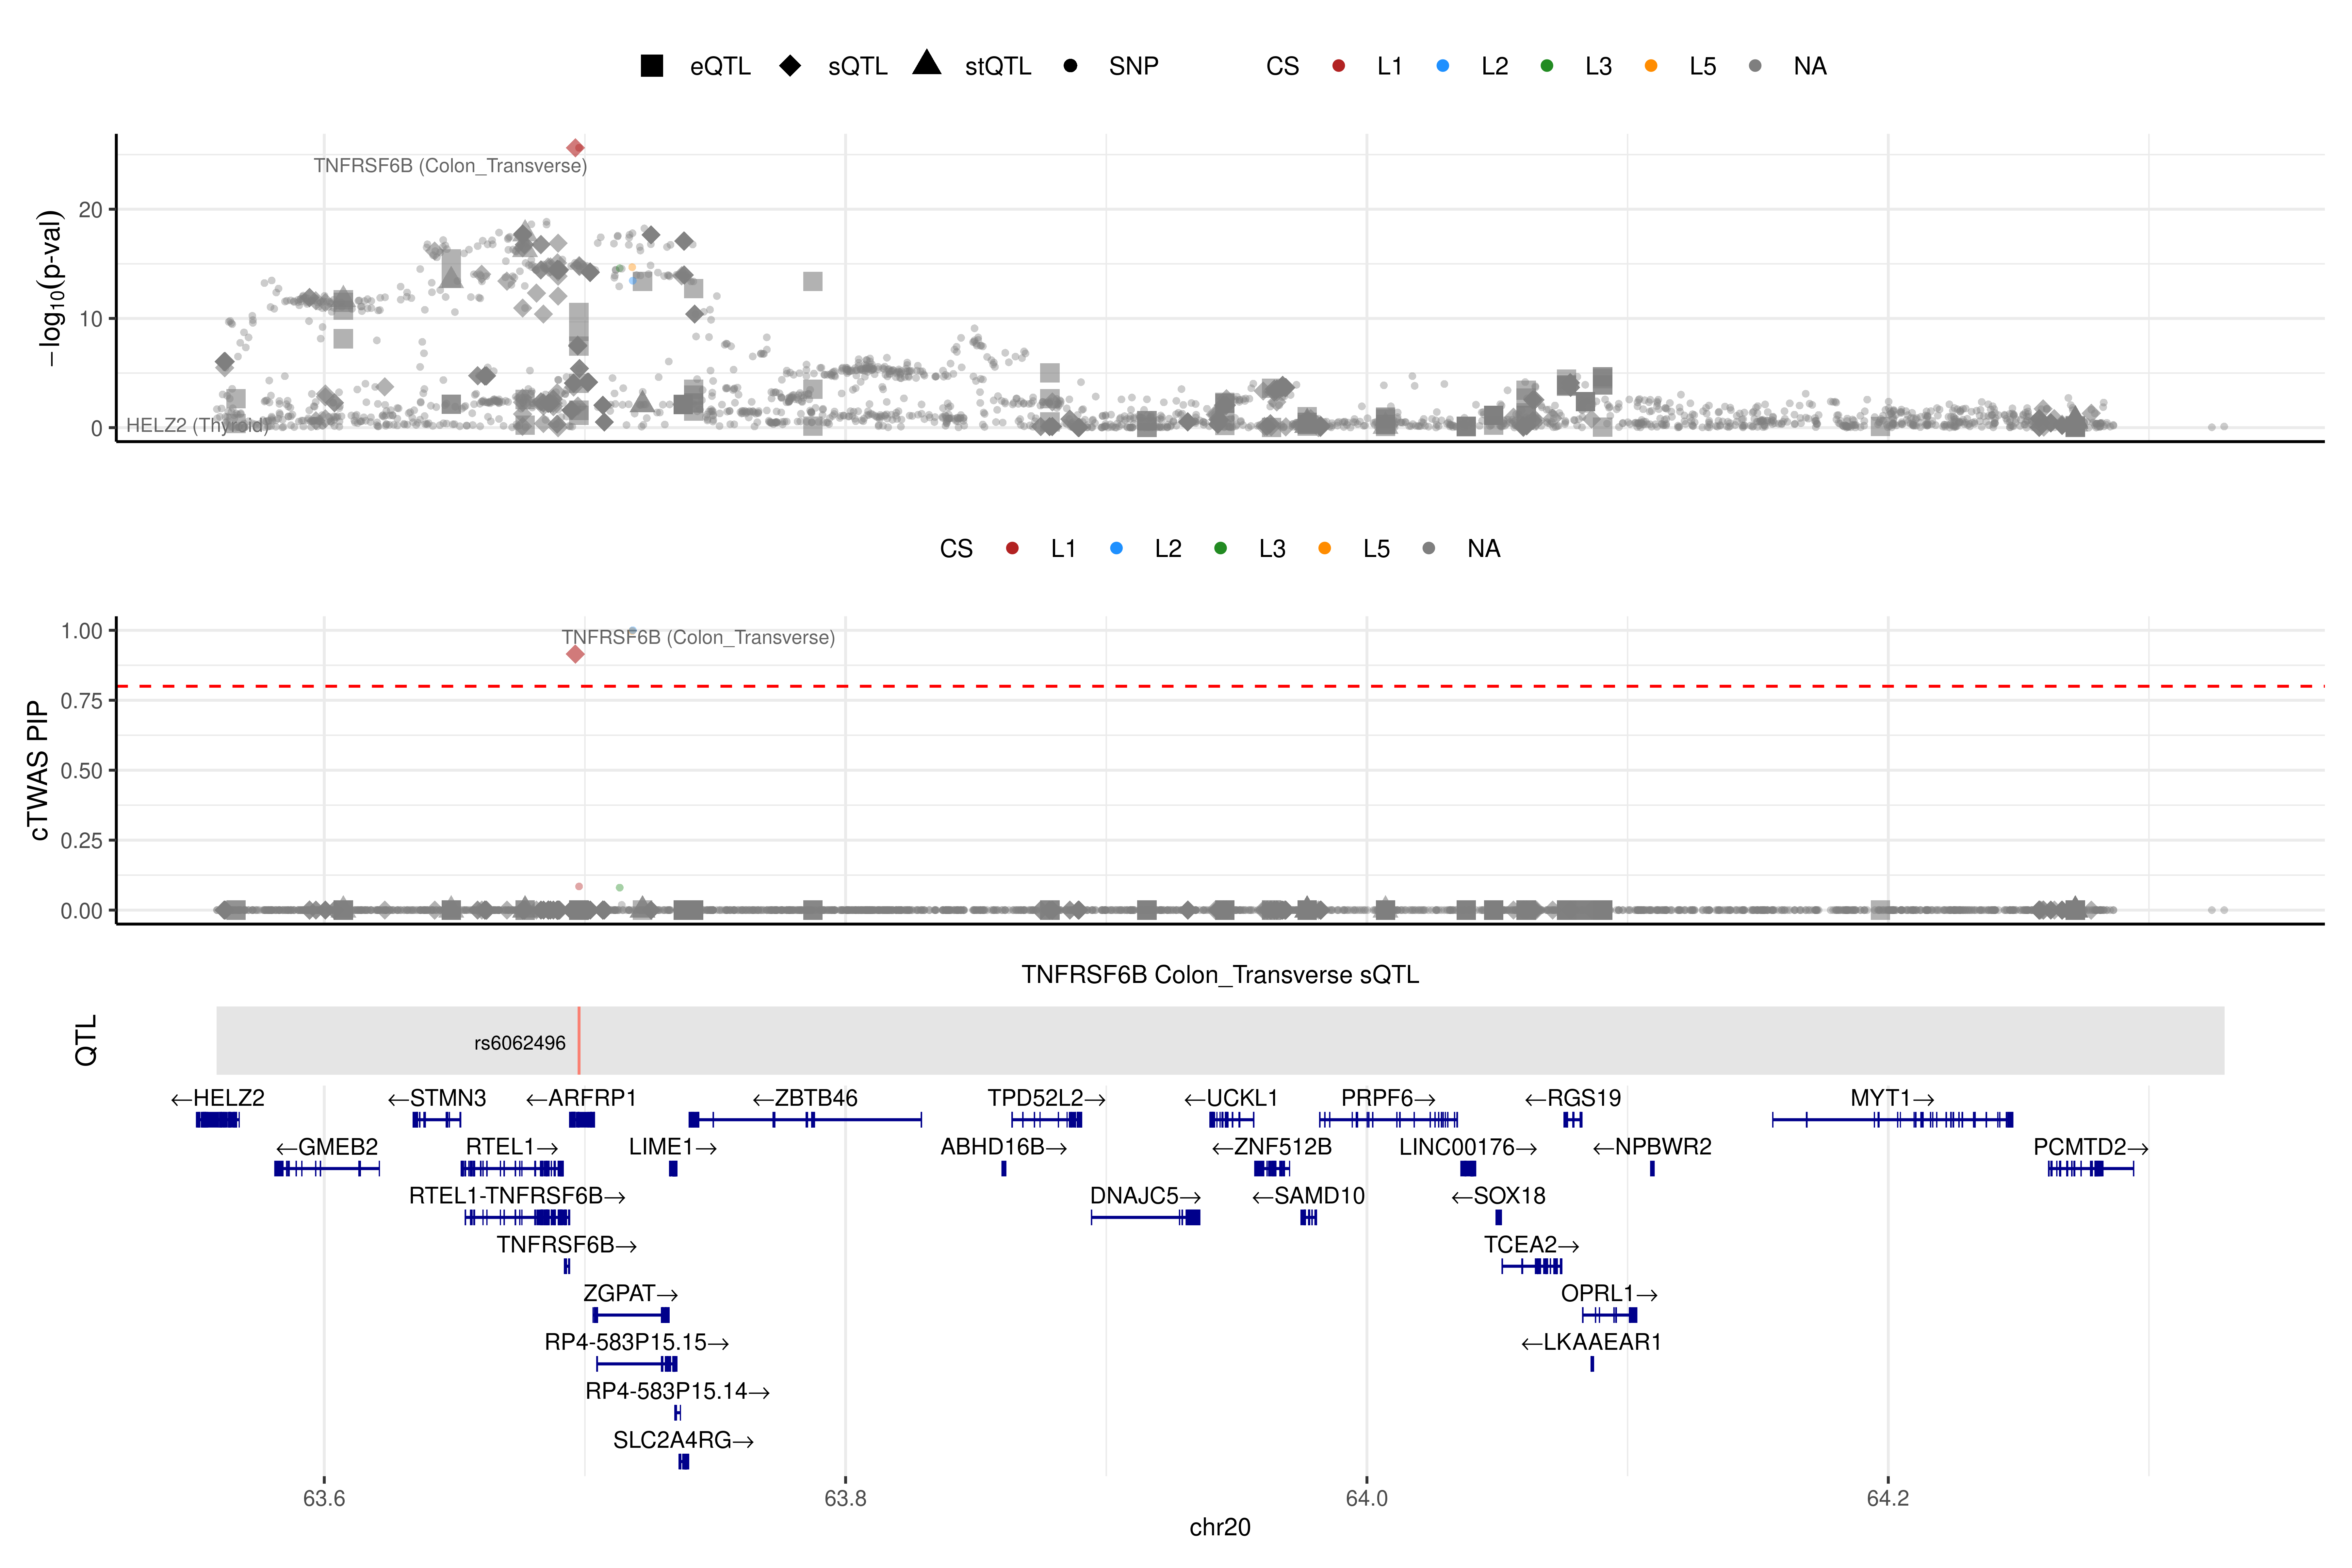 eQTL sQTL stQTL SNP CS L1 L2 L3 L5 NA
−log10(p-val)
20
10
0
TNFRSF6B (Colon_Transverse)
HELZ2 (Thyroid)
CS L1 L2 L3 L5 NA
cTWAS PIP
1.00
0.75
0.50
0.25
0.00
TNFRSF6B (Colon_Transverse)
TNFRSF6B Colon_Transverse sQTL
QTL
rs6062496
←HELZ2 ←STMN3 ←ARFRP1 ←ZBTB46 TPD52L2→ ←UCKL1 PRPF6→ ←RGS19 MYT1→
←GMEB2 RTEL1→ LIME1→ ABHD16B→ ←ZNF512B LINC00176→ ←NPBWR2 PCMTD2→
RTEL1-TNFRSF6B→ DNAJC5→ ←SAMD10 ←SOX18
TNFRSF6B→ TCEA2→
ZGPAT→ OPRL1→
RP4-583P15.15→ ←LKAAEAR1
RP4-583P15.14→
SLC2A4RG→
63.6 63.8 64.0 64.2
chr20